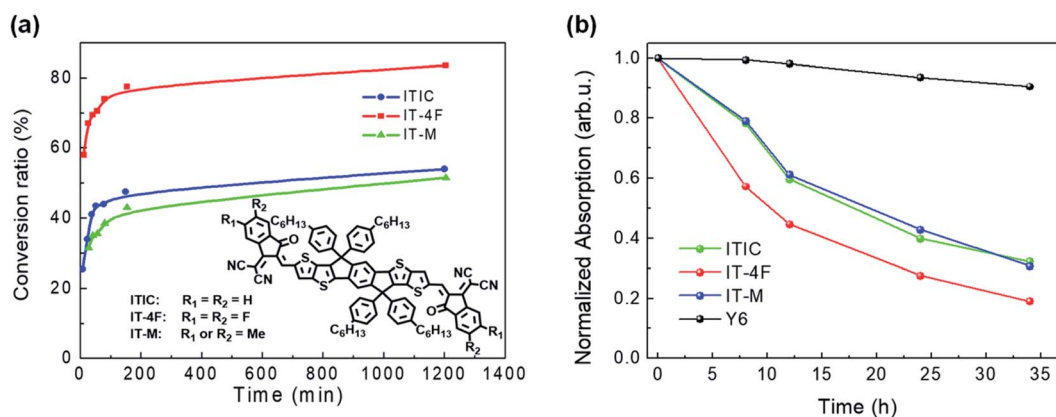 (a)
Conversion ratio (%)
80
60
40
20
0
0 200 400 600 800 1000 1200 1400
Time (min)
ITIC
IT-4F
IT-M
R2
R1
C6H13
C6H13
O
NC
CN
S
S
S
S
CN
CN
O
R1
R2
C6H13
C6H13
ITIC: R1 = R2 = H
IT-4F: R1 = R2 = F
IT-M: R1 or R2 = Me
(b)
Normalized Absorption (arb.u.)
1.0
0.8
0.6
0.4
0.2
0.0
0 5 10 15 20 25 30 35
Time (h)
ITIC
IT-4F
IT-M
Y6